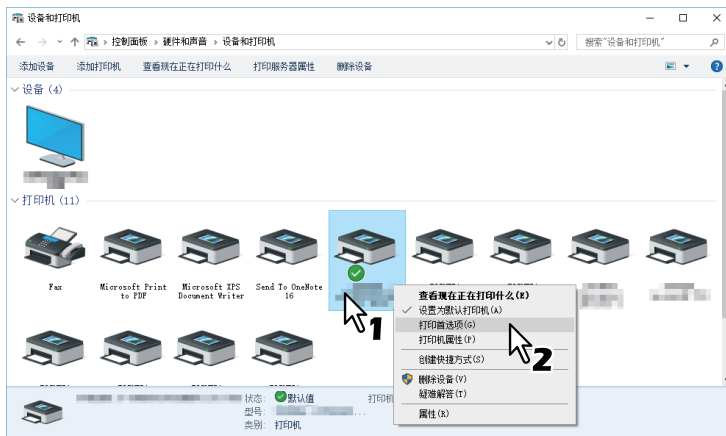 设备和打印机
控制面板 › 硬件和声音 › 设备和打印机
搜索"设备和打印机"
添加设备 添加打印机 查看现在正在打印什么 打印服务器属性 删除设备
设备 (4)
打印机 (11)
Fax
Microsoft Print to PDF
Microsoft XPS Document Writer
Send To OneNote 16
1
查看现在正在打印什么(E)
设置为默认打印机(A)
打印首选项(G)
打印机属性(P)
创建快捷方式(S)
删除设备(V)
疑难解答(T)
属性(R)
2
状态: 默认值
打印机
型号:
类别: 打印机